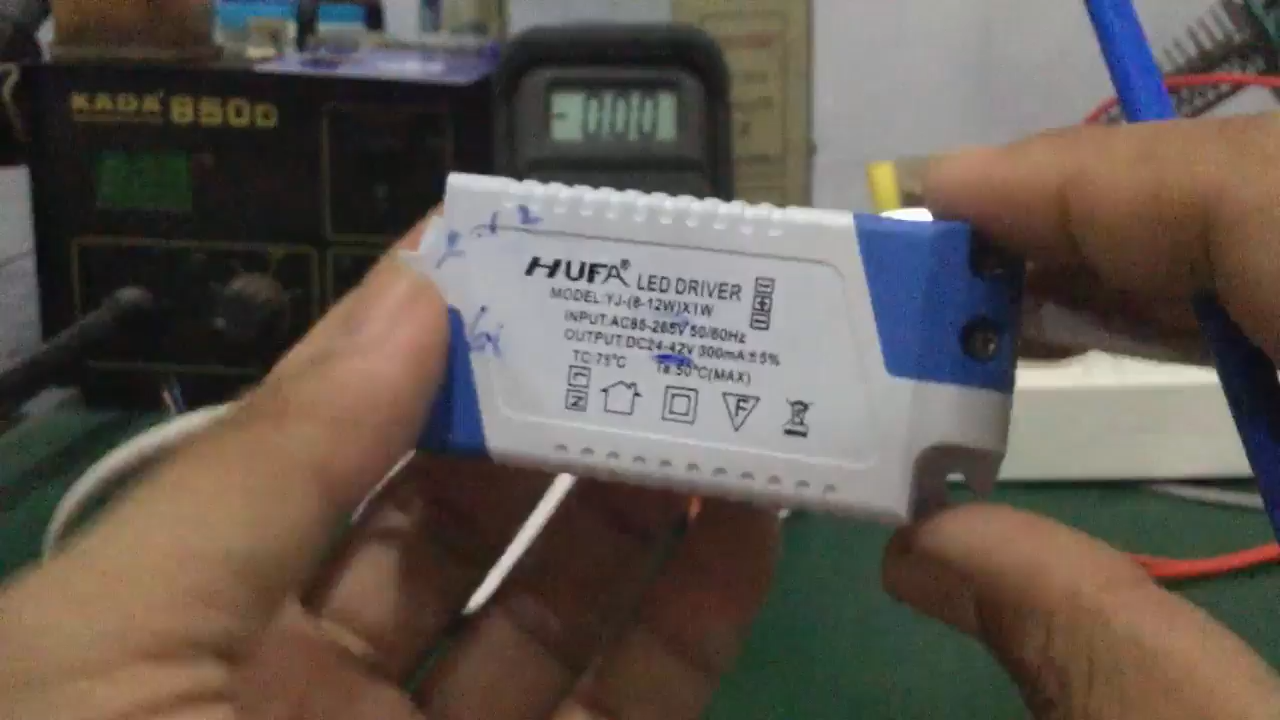 KADA 850D
-000
HUFA® LED DRIVER
MODEL:YJ-(8-12W)X1W
INPUT:AC85-265V 50/60Hz
OUTPUT:DC24-42V 300mA±5%
TC:75°C Ta:50°C(MAX)
L
N
F